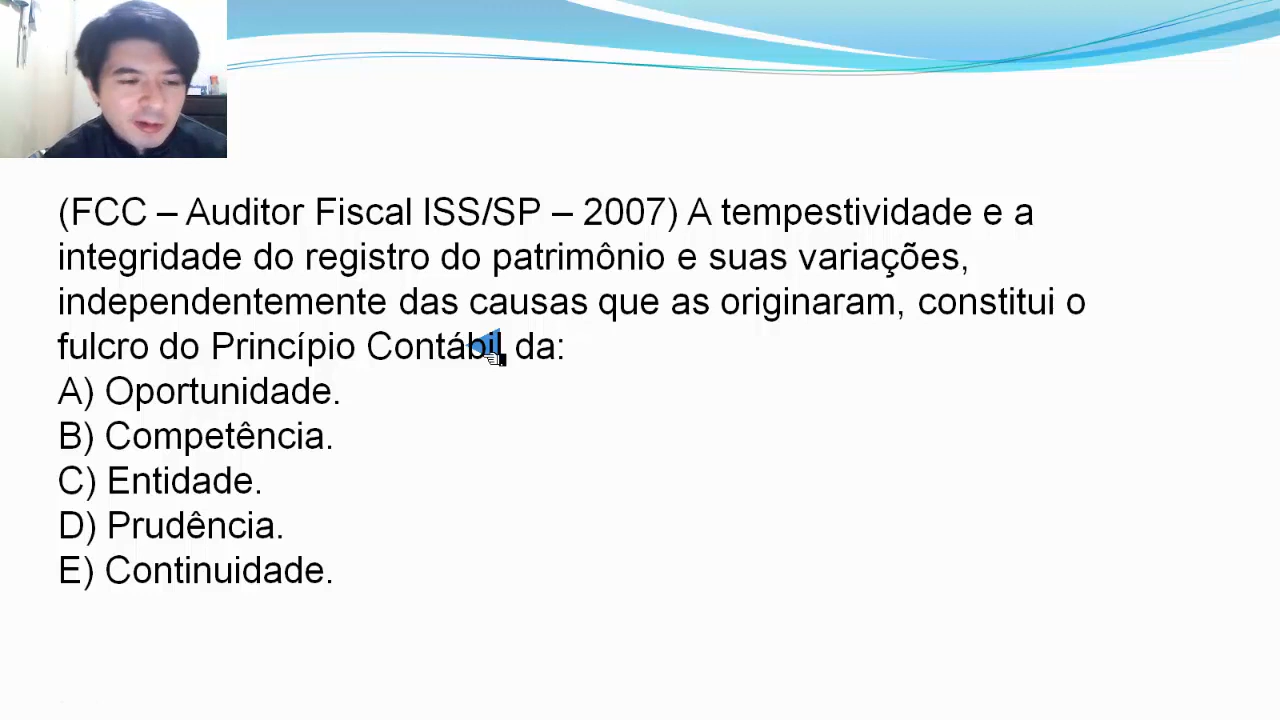 (FCC – Auditor Fiscal ISS/SP – 2007) A tempestividade e a
integridade do registro do patrimônio e suas variações,
independentemente das causas que as originaram, constitui o
fulcro do Princípio Contábil da:
A) Oportunidade.
B) Competência.
C) Entidade.
D) Prudência.
E) Continuidade.